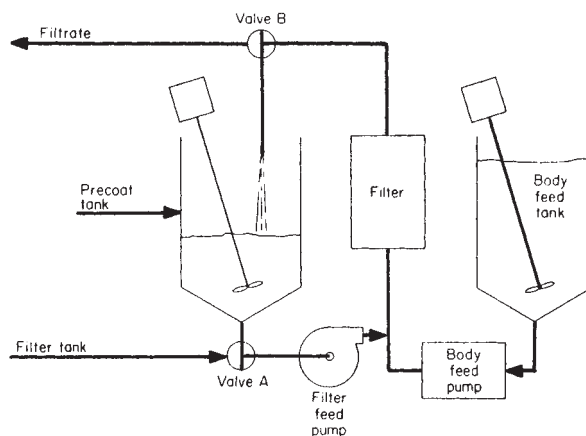 Valve B
Filtrate
Precoat
tank
Filter
Body
feed
tank
Filter tank
Valve A
Filter
feed
pump
Body
feed
pump